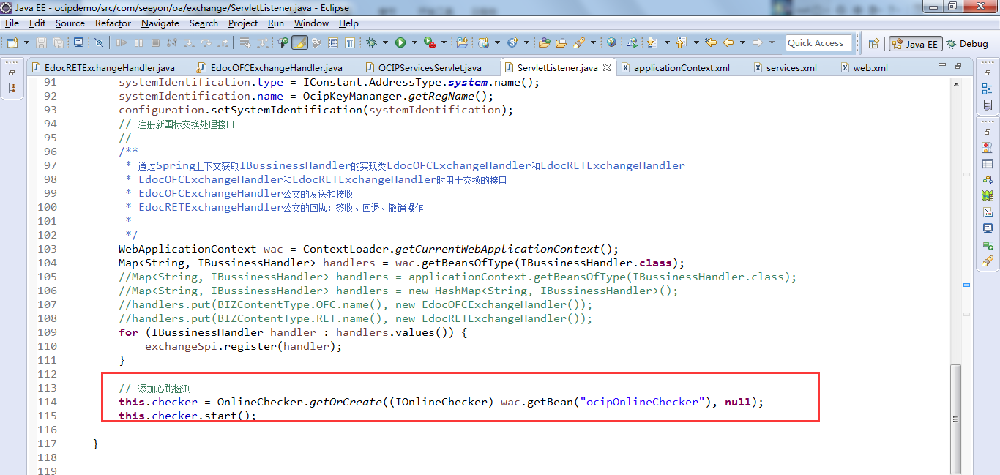 Java EE - ocipdemo/src/com/seeyon/oa/exchange/ServletListener.java - Eclipse
File Edit Source Refactor Navigate Search Project Run Window Help
Quick Access Java EE Debug
EdocRETExchangeHandler.java EdocOFCExchangeHandler.java OCIPServicesServlet.java ServletListener.java applicationContext.xml services.xml web.xml
91 systemIdentification.type = IConstant.AddressType.system.name();
92 systemIdentification.name = OcipKeyMananger.getRegName();
93 configuration.setSystemIdentification(systemIdentification);
94 // 注册新国标交换处理接口
95 //
96 /**
97 * 通过Spring上下文获取IBussinessHandler的实现类EdocOFCExchangeHandler和EdocRETExchangeHandler
98 * EdocOFCExchangeHandler和EdocRETExchangeHandler时用于交换的接口
99 * EdocOFCExchangeHandler公文的发送和接收
100 * EdocRETExchangeHandler公文的回执：签收、回退、撤销操作
101 *
102 */
103 WebApplicationContext wac = ContextLoader.getCurrentWebApplicationContext();
104 Map<String, IBussinessHandler> handlers = wac.getBeansOfType(IBussinessHandler.class);
105 //Map<String, IBussinessHandler> handlers = applicationContext.getBeansOfType(IBussinessHandler.class);
106 //Map<String, IBussinessHandler> handlers = new HashMap<String, IBussinessHandler>();
107 //handlers.put(BIZContentType.OFC.name(), new EdocOFCExchangeHandler());
108 //handlers.put(BIZContentType.RET.name(), new EdocRETExchangeHandler());
109 for (IBussinessHandler handler : handlers.values()) {
110 exchangeSpi.register(handler);
111 }
112
113 // 添加心跳检测
114 this.checker = OnlineChecker.getOrCreate((IOnlineChecker) wac.getBean("ocipOnlineChecker"), null);
115 this.checker.start();
116
117 }
118
119